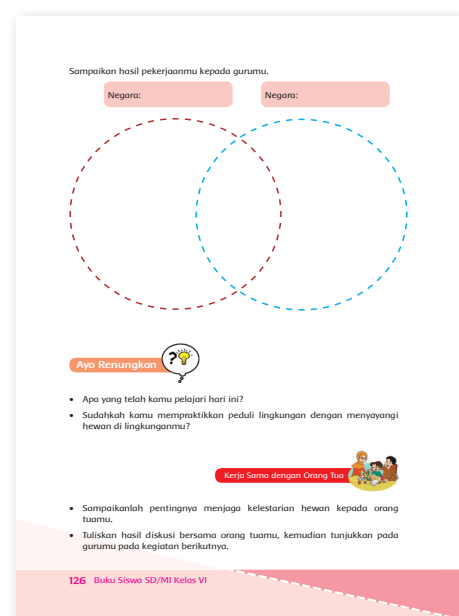 Sampaikan hasil pekerjaanmu kepada gurumu.
Negara:
Negara:
Ayo Renungkan
?
• Apa yang telah kamu pelajari hari ini?
• Sudahkah kamu mempraktikkan peduli lingkungan dengan menyayangi
hewan di lingkunganmu?
Kerja Sama dengan Orang Tua
• Sampaikanlah pentingnya menjaga kelestarian hewan kepada orang
tuamu.
• Tuliskan hasil diskusi bersama orang tuamu, kemudian tunjukkan pada
gurumu pada kegiatan berikutnya.
126 Buku Siswa SD/MI Kelas VI